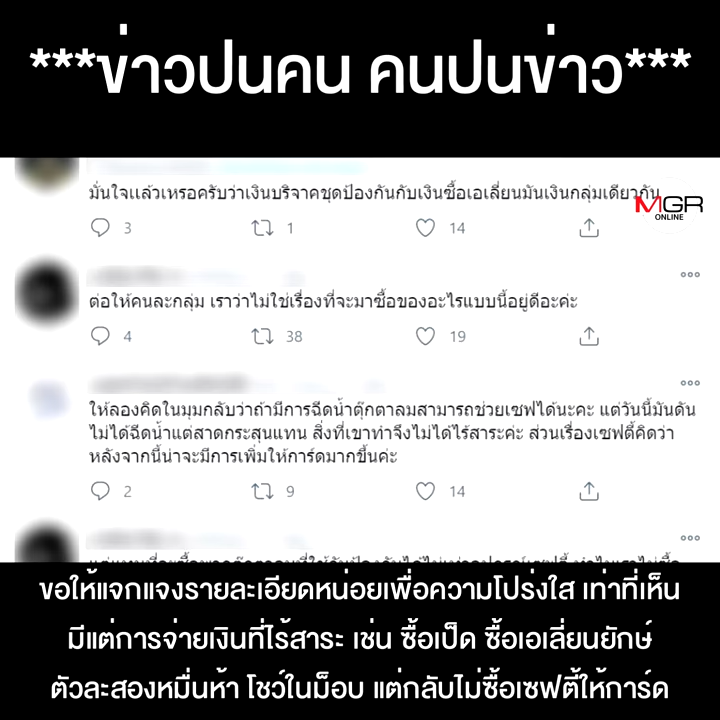 ***ข่าวปนคน คนปนข่าว***
มั่นใจแล้วเหรอครับว่าเงินบริจาคชุดป้องกันกับเงินซื้อเอเลี่ยนมันเงินกลุ่มเดียวกัน
MGR
ONLINE
3 1 14
ต่อให้คนละกลุ่ม เราว่าไม่ใช่เรื่องที่จะมาซื้อของอะไรแบบนี้อยู่ดีอะค่ะ
4 38 19
ให้ลองคิดในมุมกลับว่าถ้ามีการฉีดน้ำตุ๊กตาลมสามารถช่วยเซฟได้นะคะ แต่วันนี้มันดัน
ไม่ได้ฉีดน้ำแต่สาดกระสุนแทน สิ่งที่เขาทำจึงไม่ได้ไร้สาระค่ะ ส่วนเรื่องเซฟตี้คิดว่า
หลังจากนี้น่าจะมีการเพิ่มให้การ์ดมากขึ้นค่ะ
2 9 14
ขอให้แจกแจงรายละเอียดหน่อยเพื่อความโปร่งใส เท่าที่เห็น
มีแต่การจ่ายเงินที่ไร้สาระ เช่น ซื้อเป็ด ซื้อเอเลี่ยนยักษ์
ตัวละสองหมื่นห้า โชว์ในม็อบ แต่กลับไม่ซื้อเซฟตี้ให้การ์ด